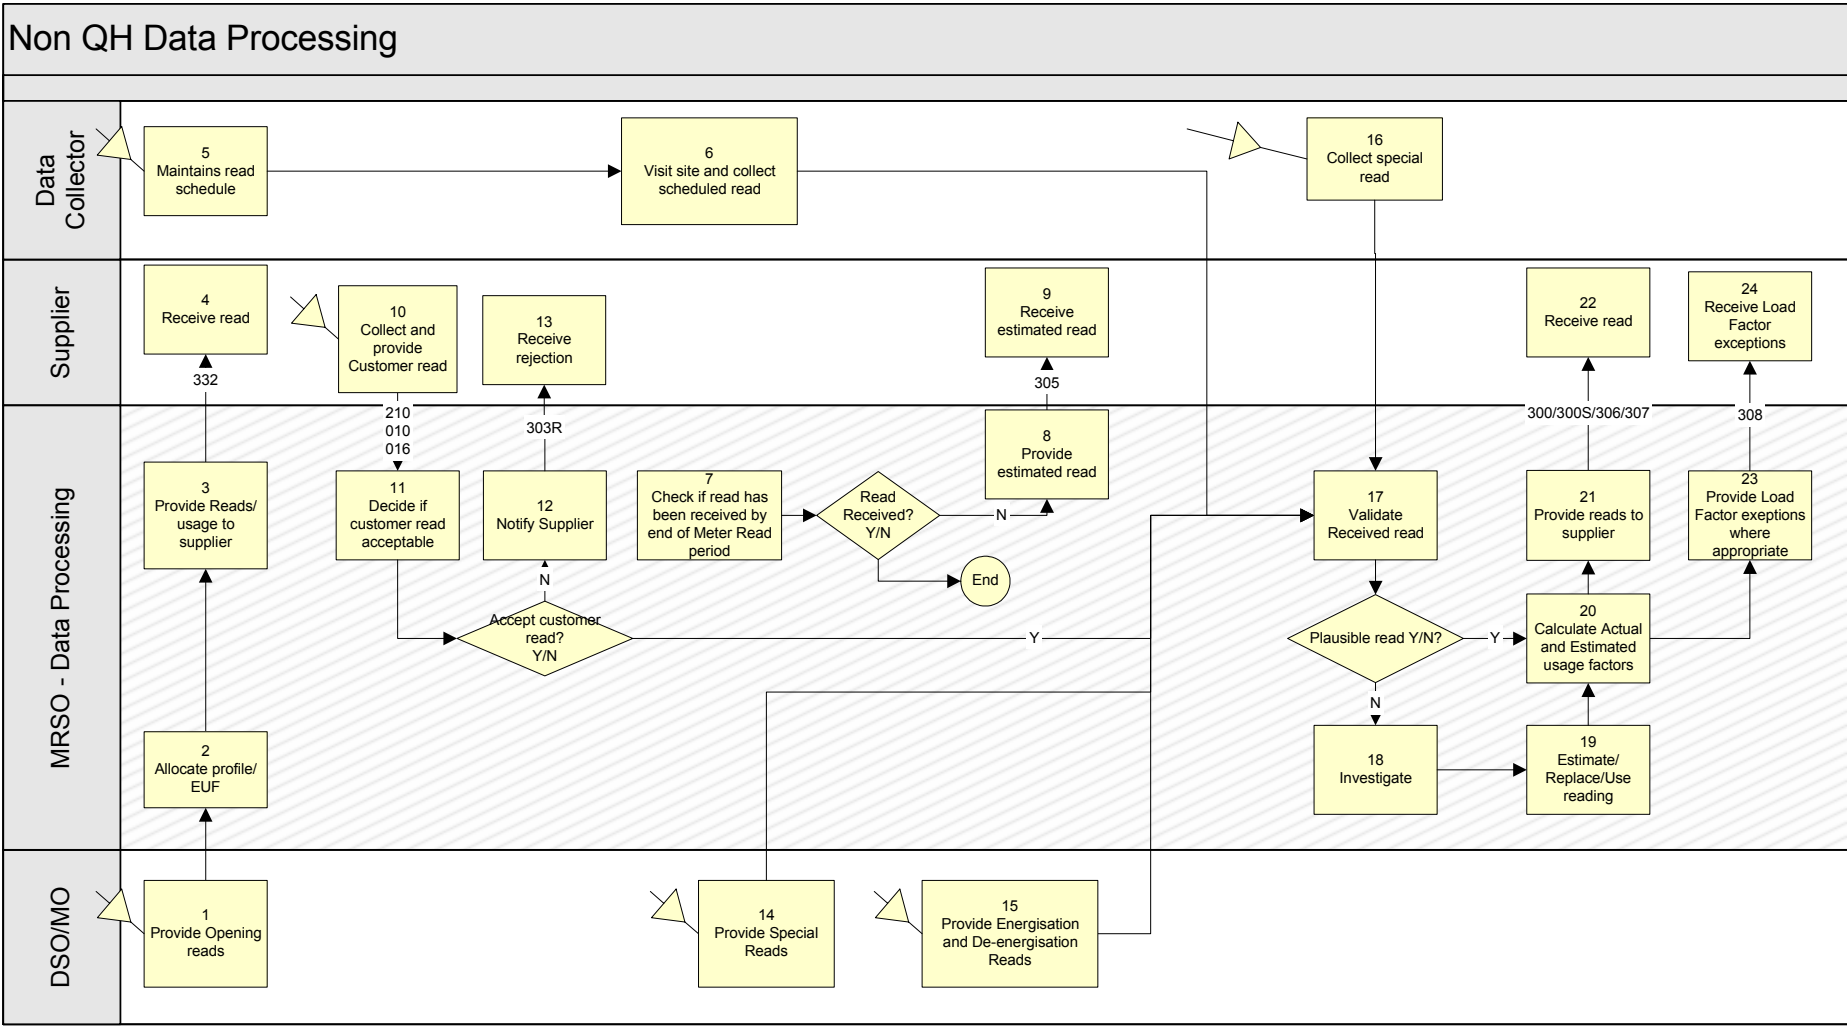 Non QH Data Processing
Data
Collector
5
Maintains read
schedule
6
Visit site and collect
scheduled read
16
Collect special
read
Supplier
4
Receive read
332
10
Collect and
provide
Customer read
210
010
016
13
Receive
rejection
303R
9
Receive
estimated read
305
22
Receive read
300/300S/306/307
24
Receive Load
Factor
exceptions
308
MRSO - Data Processing
3
Provide Reads/
usage to
supplier
11
Decide if
customer read
acceptable
12
Notify Supplier
N
Accept customer
read?
Y/N
Y
7
Check if read has
been received by
end of Meter Read
period
Read
Received?
Y/N
N
End
8
Provide
estimated read
17
Validate
Received read
Plausible read Y/N?
Y
N
21
Provide reads to
supplier
23
Provide Load
Factor exeptions
where
appropriate
20
Calculate Actual
and Estimated
usage factors
2
Allocate profile/
EUF
18
Investigate
19
Estimate/
Replace/Use
reading
DSO/MO
1
Provide Opening
reads
14
Provide Special
Reads
15
Provide Energisation
and De-energisation
Reads